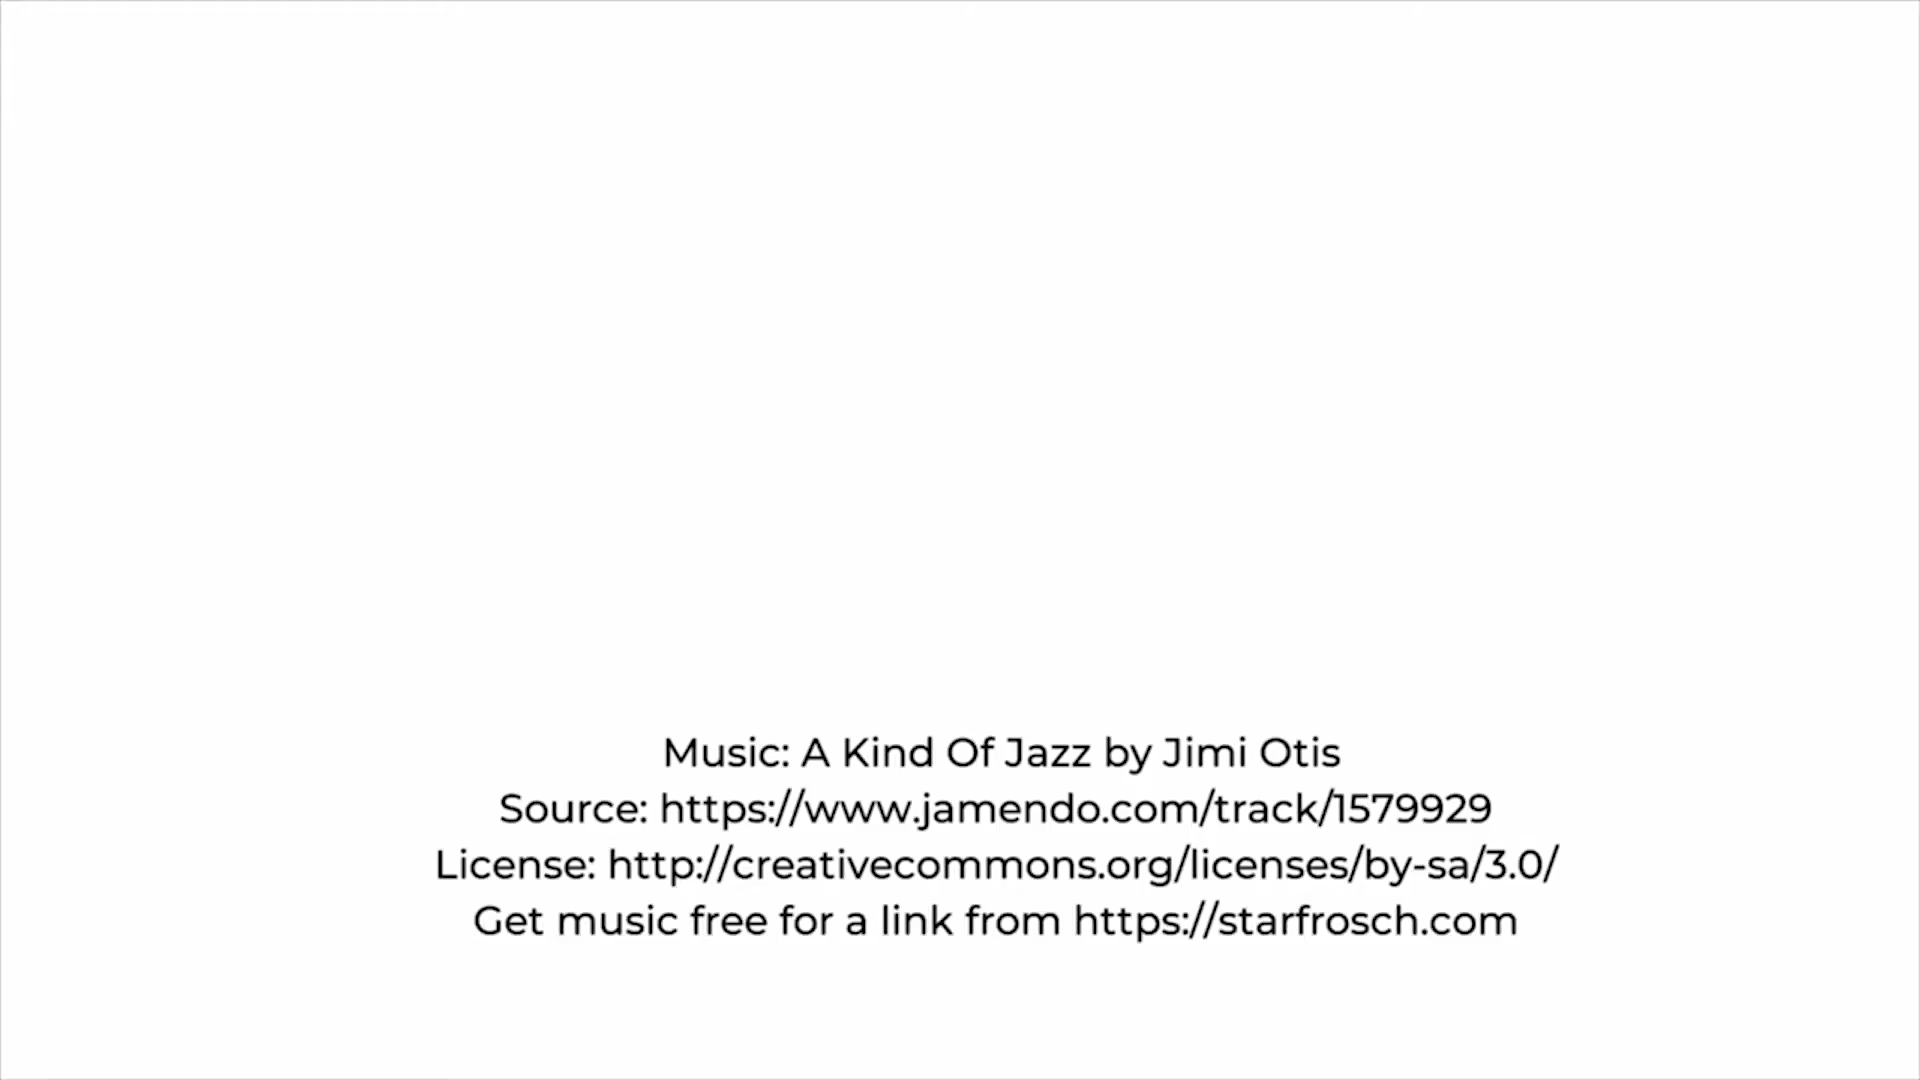 Music: A Kind Of Jazz by Jimi Otis
Source: https://www.jamendo.com/track/1579929
License: http://creativecommons.org/licenses/by-sa/3.0/
Get music free for a link from https://starfrosch.com